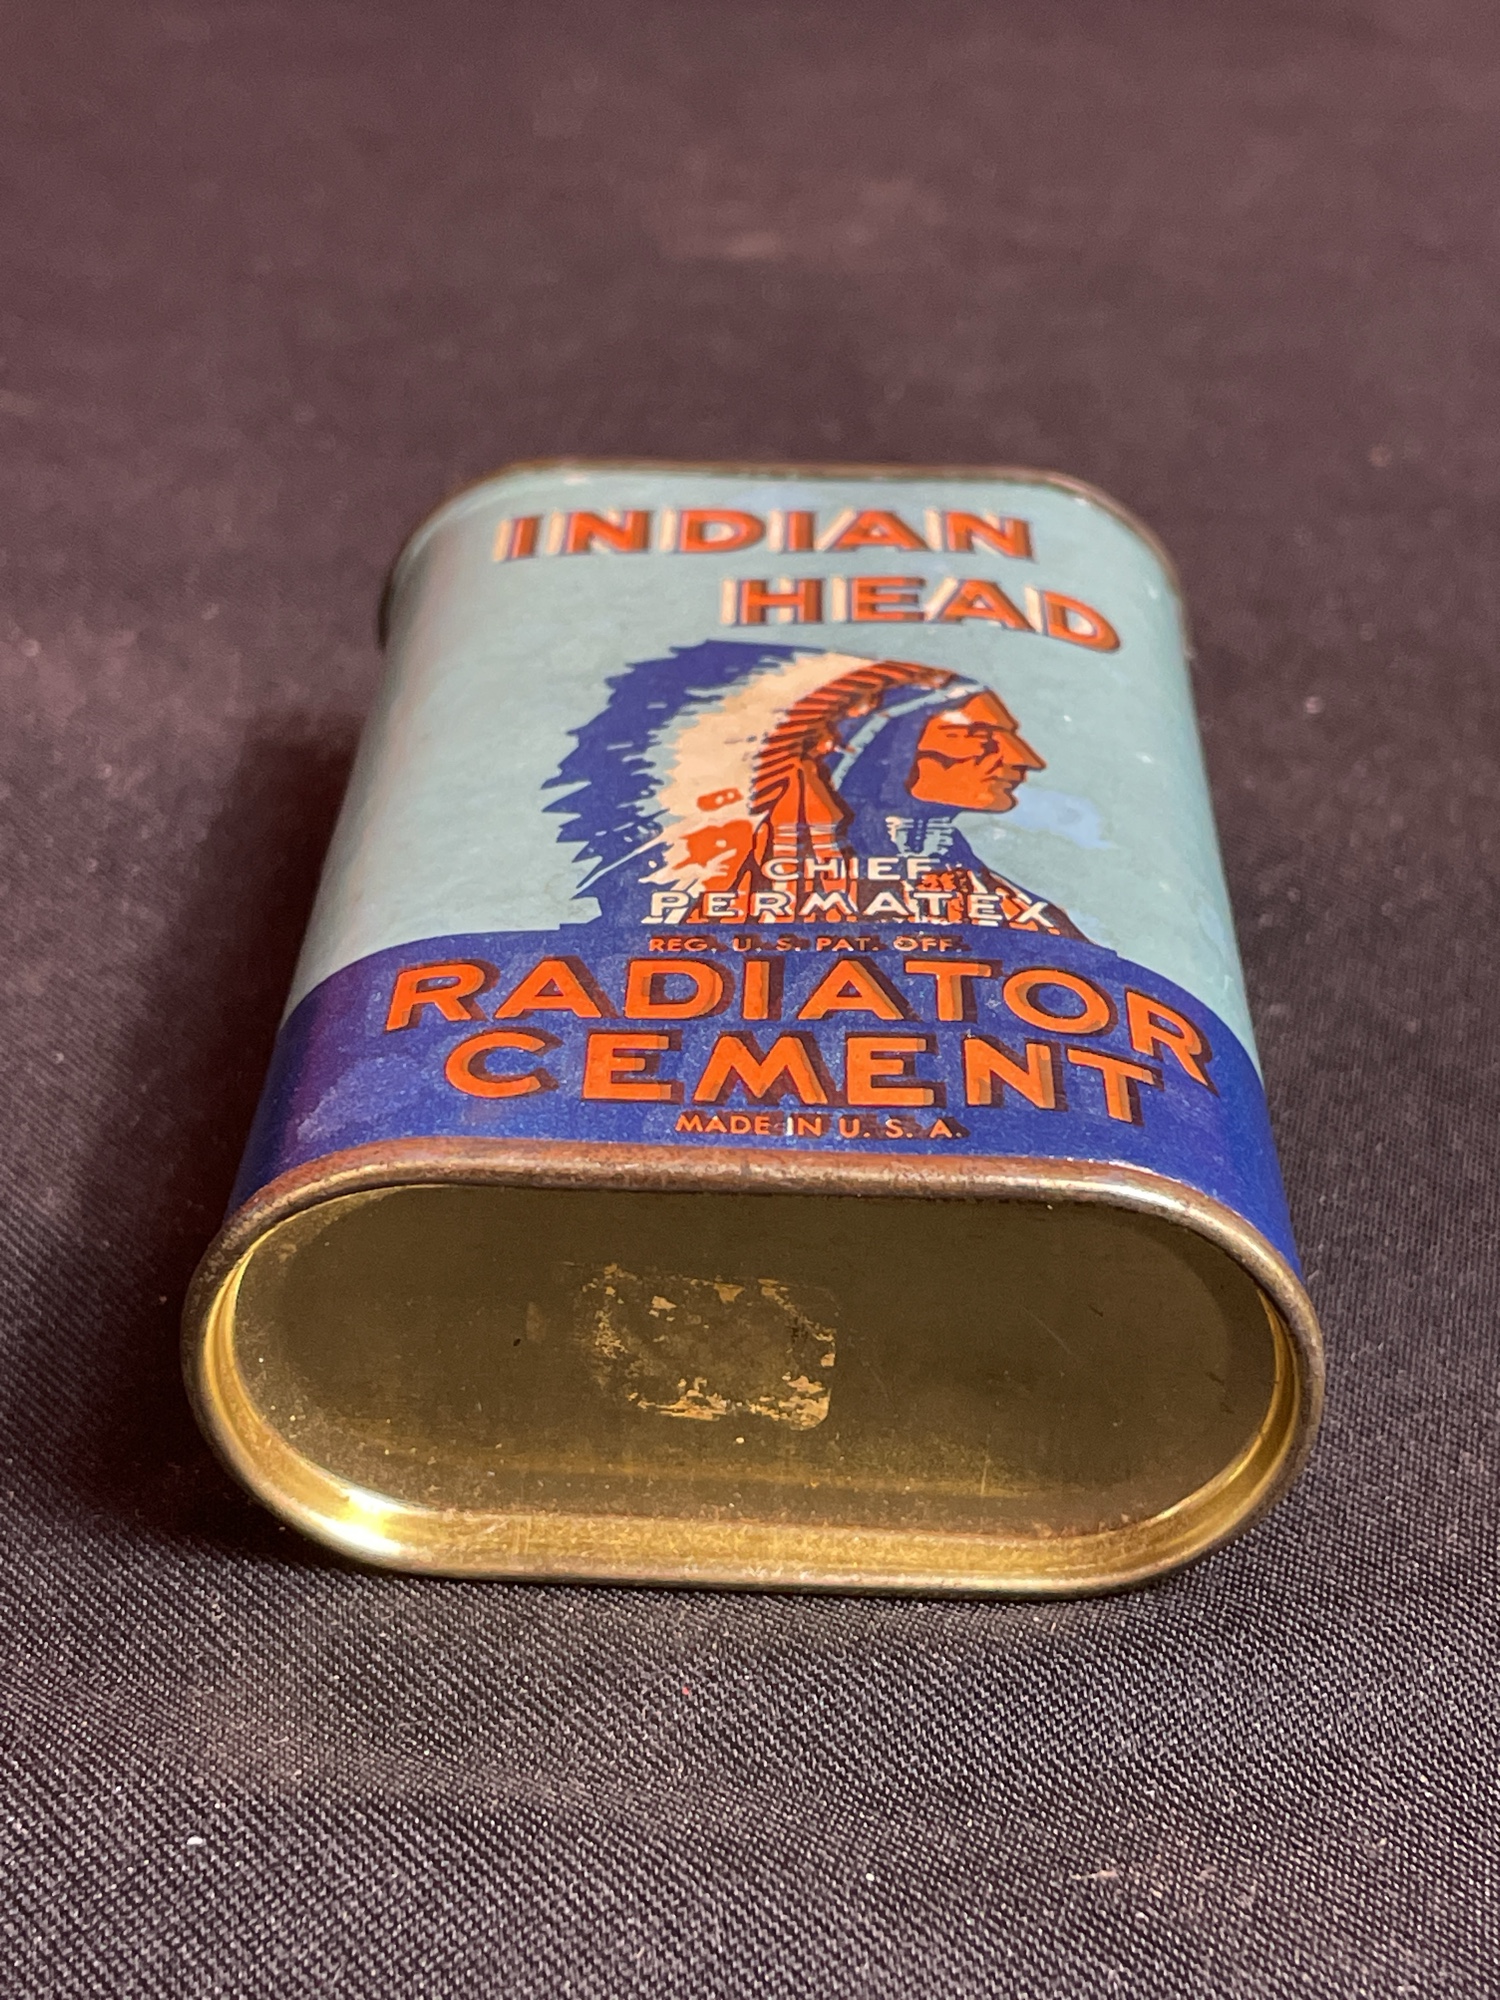 INDIAN
HEAD
CHIEF
PERMATEX
REG. U. S. PAT. OFF.
RADIATOR
CEMENT
MADE IN U. S. A.